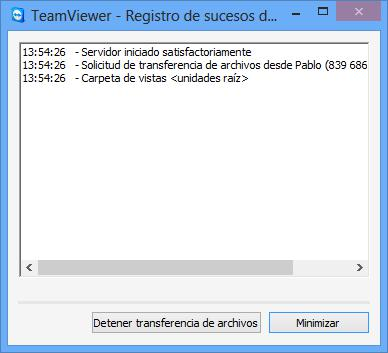 TeamViewer - Registro de sucesos d...
13:54:26 - Servidor iniciado satisfactoriamente
13:54:26 - Solicitud de transferencia de archivos desde Pablo (839 686
13:54:26 - Carpeta de vistas <unidades raíz>
Detener transferencia de archivos
Minimizar